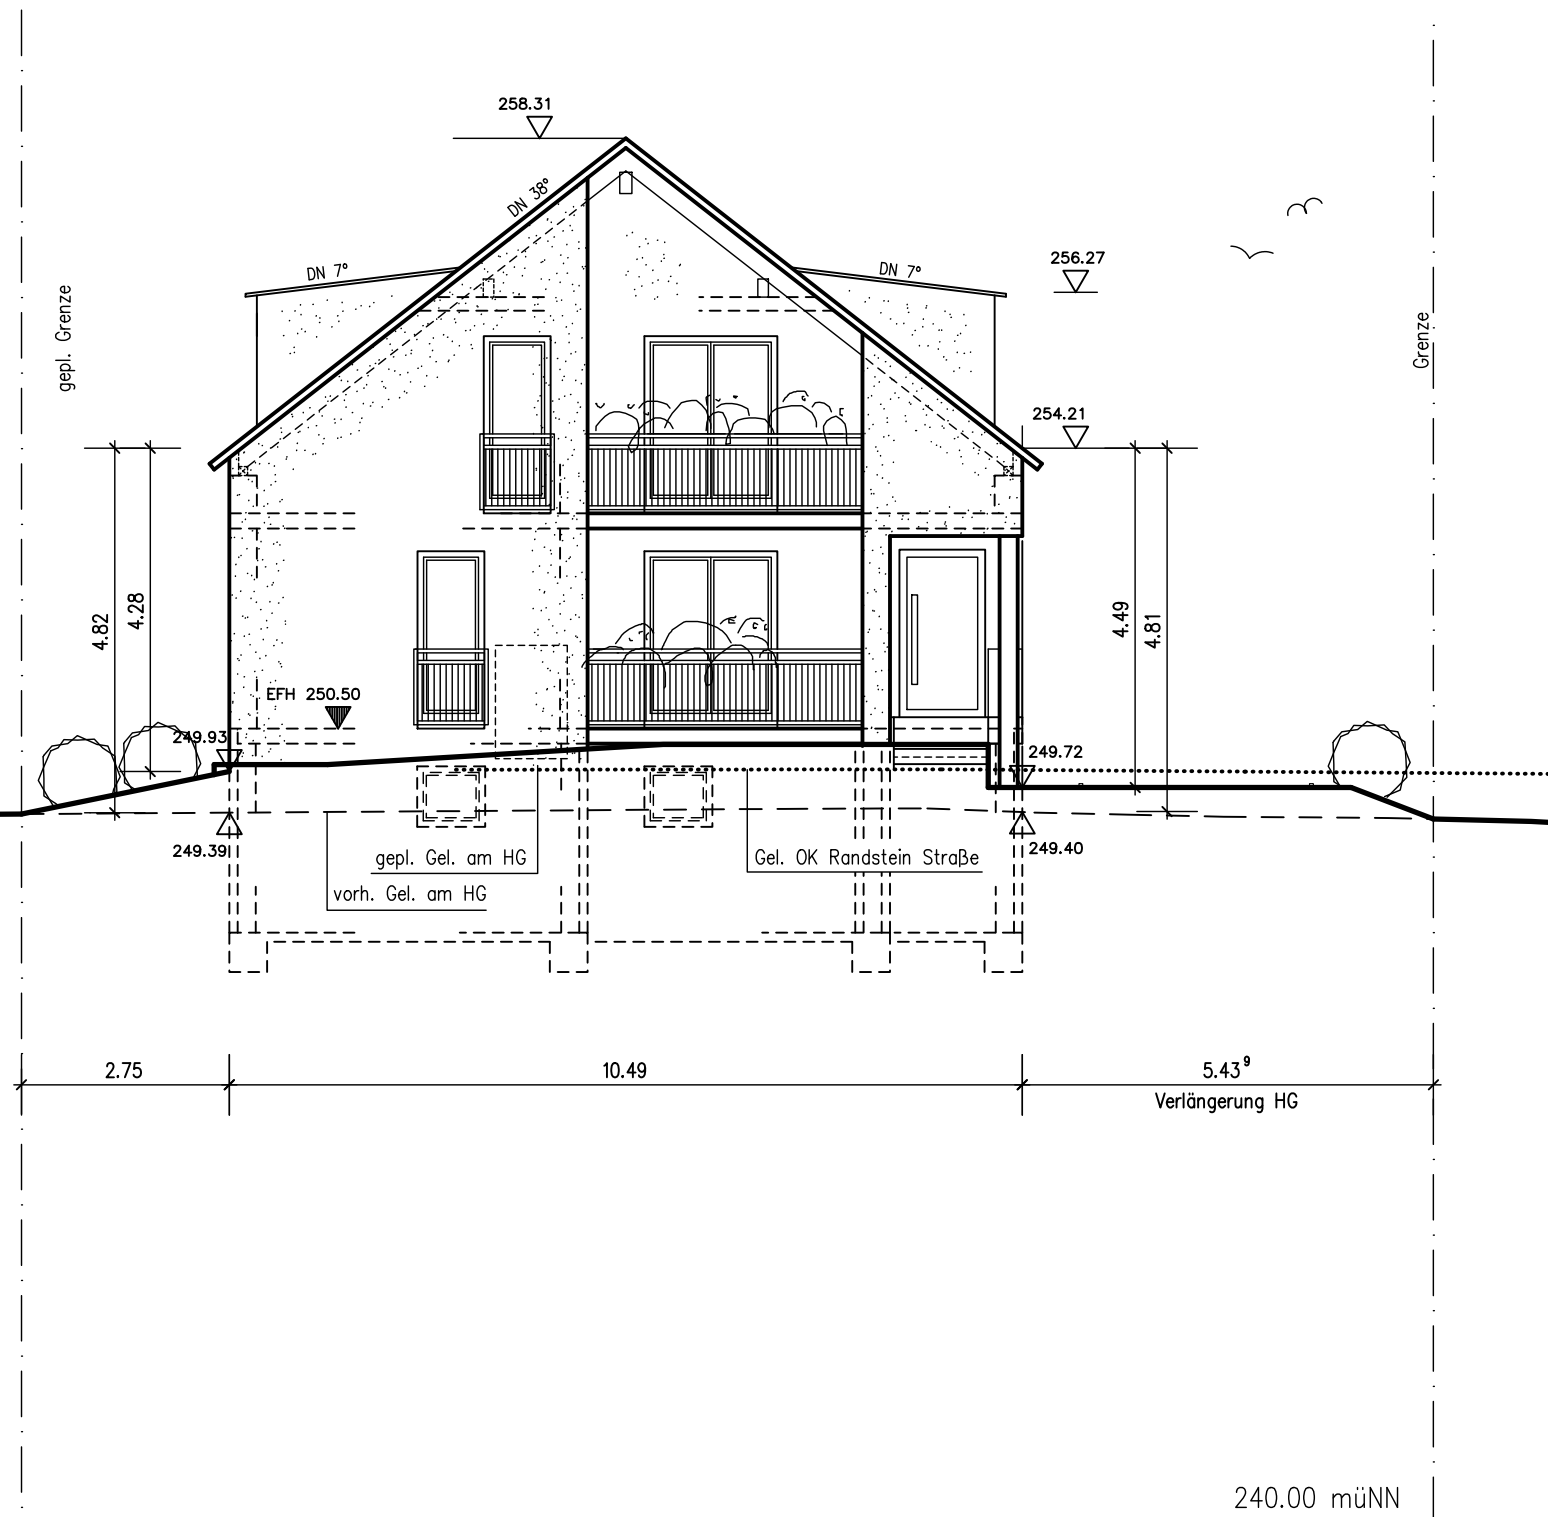 258.31
DN 38°
256.27
DN 7°
DN 7°
gepl. Grenze
Grenze
254.21
4.82
4.28
4.49
4.81
EFH 250.50
249.93
249.72
249.39
249.40
gepl. Gel. am HG
Gel. OK Randstein Straße
vorh. Gel. am HG
2.75
10.49
5.43⁹
Verlängerung HG
240.00 müNN